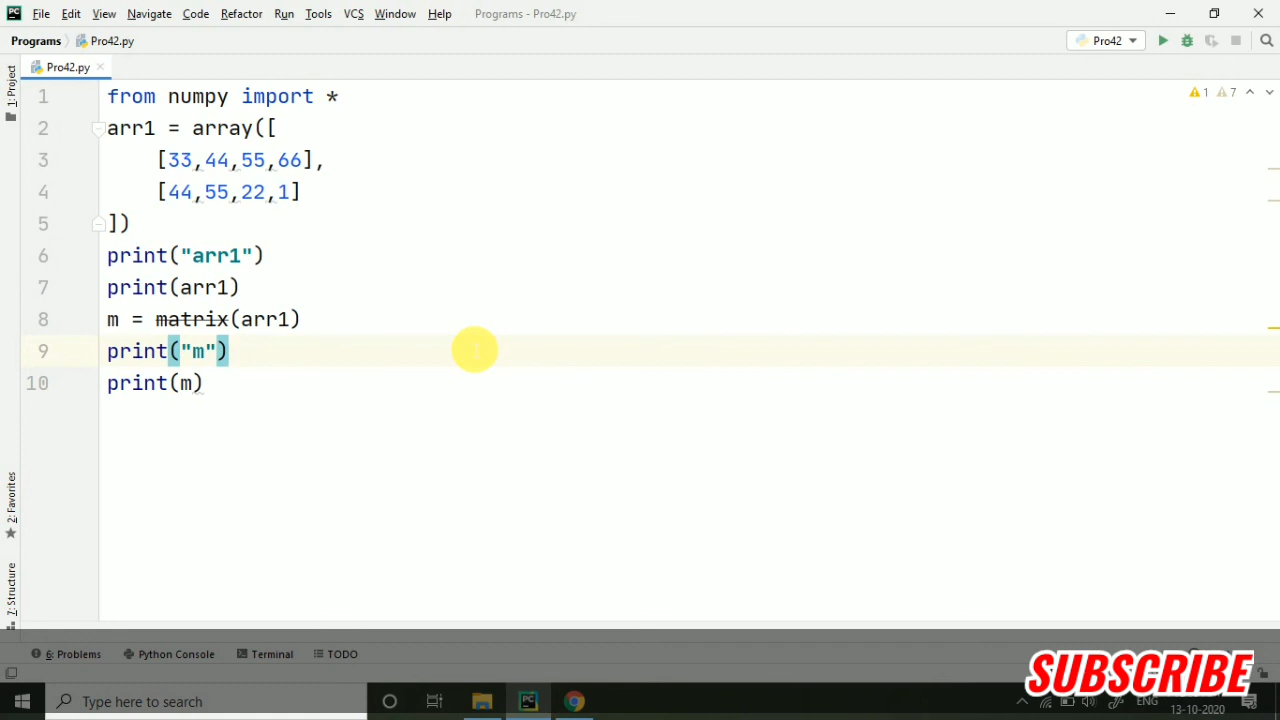 File Edit View Navigate Code Refactor Run Tools VCS Window Help Programs - Pro42.py
Programs Pro42.py Pro42
1: Project
Pro42.py
1 from numpy import * 1 7
2 arr1 = array([
3 [33,44,55,66],
4 [44,55,22,1]
5 ])
6 print("arr1")
7 print(arr1)
8 m = matrix(arr1)
9 print("m")
10 print(m)
2: Favorites
7: Structure
6: Problems Python Console Terminal TODO
SUBSCRIBE
Type here to search ENG
13-10-2020